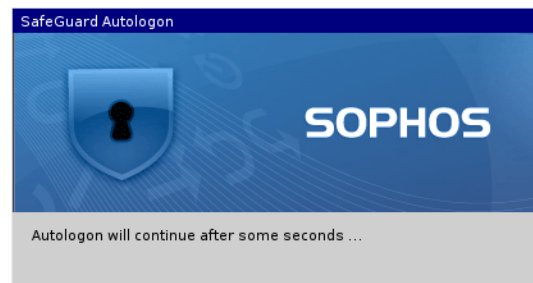 SafeGuard Autologon
SOPHOS
Autologon will continue after some seconds ...